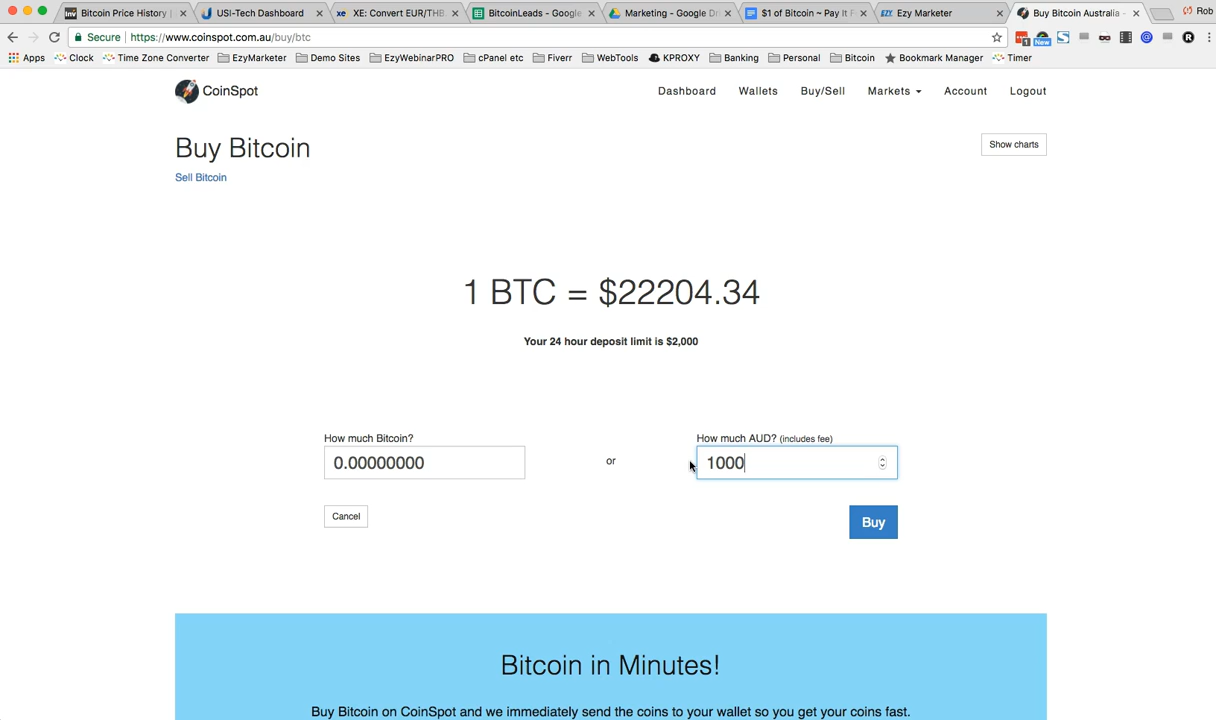 Bitcoin Price History |
USI-Tech Dashboard
XE: Convert EUR/THB
BitcoinLeads - Google
Marketing - Google Dri
$1 of Bitcoin ~ Pay It F
Ezy Marketer
Buy Bitcoin Australia -
Rob
Secure
https://www.coinspot.com.au/buy/btc
1
New
Apps
Clock
Time Zone Converter
EzyMarketer
Demo Sites
EzyWebinarPRO
cPanel etc
Fiverr
WebTools
KPROXY
Banking
Personal
Bitcoin
Bookmark Manager
Timer
CoinSpot
Dashboard
Wallets
Buy/Sell
Markets
Account
Logout
Buy Bitcoin
Show charts
Sell Bitcoin
1 BTC = $22204.34
Your 24 hour deposit limit is $2,000
How much Bitcoin?
How much AUD? (includes fee)
0.00000000
or
1000
Cancel
Buy
Bitcoin in Minutes!
Buy Bitcoin on CoinSpot and we immediately send the coins to your wallet so you get your coins fast.